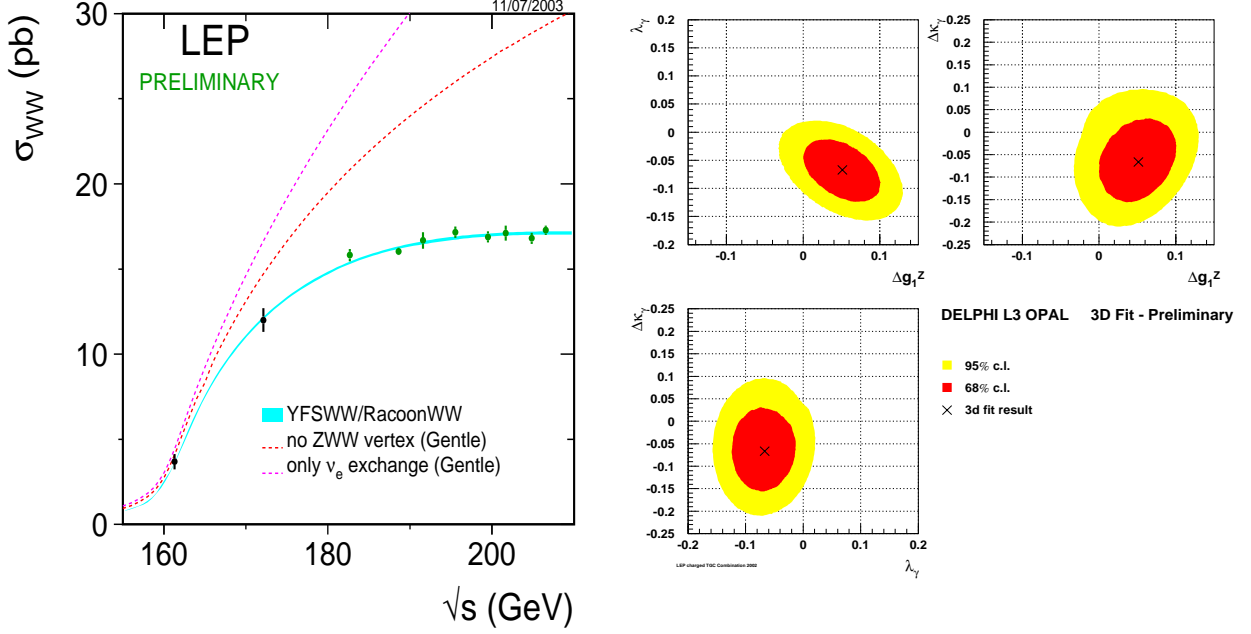 11/07/2003
30
20
10
0
σWW (pb)
LEP
PRELIMINARY
YFSWW/RacoonWW
no ZWW vertex (Gentle)
only νe exchange (Gentle)
160 180 200
√s (GeV)
λγ
0.2
0.15
0.1
0.05
0
-0.05
-0.1
-0.15
-0.2
-0.1 0 0.1
Δg1Z
Δκγ
0.25
0.2
0.15
0.1
0.05
0
-0.05
-0.1
-0.15
-0.2
-0.25
-0.1 0 0.1
Δg1Z
Δκγ
0.25
0.2
0.15
0.1
0.05
0
-0.05
-0.1
-0.15
-0.2
-0.25
-0.2 -0.1 0 0.1 0.2
λγ
LEP charged TGC Combination 2002
DELPHI L3 OPAL 3D Fit - Preliminary
95% c.l.
68% c.l.
3d fit result